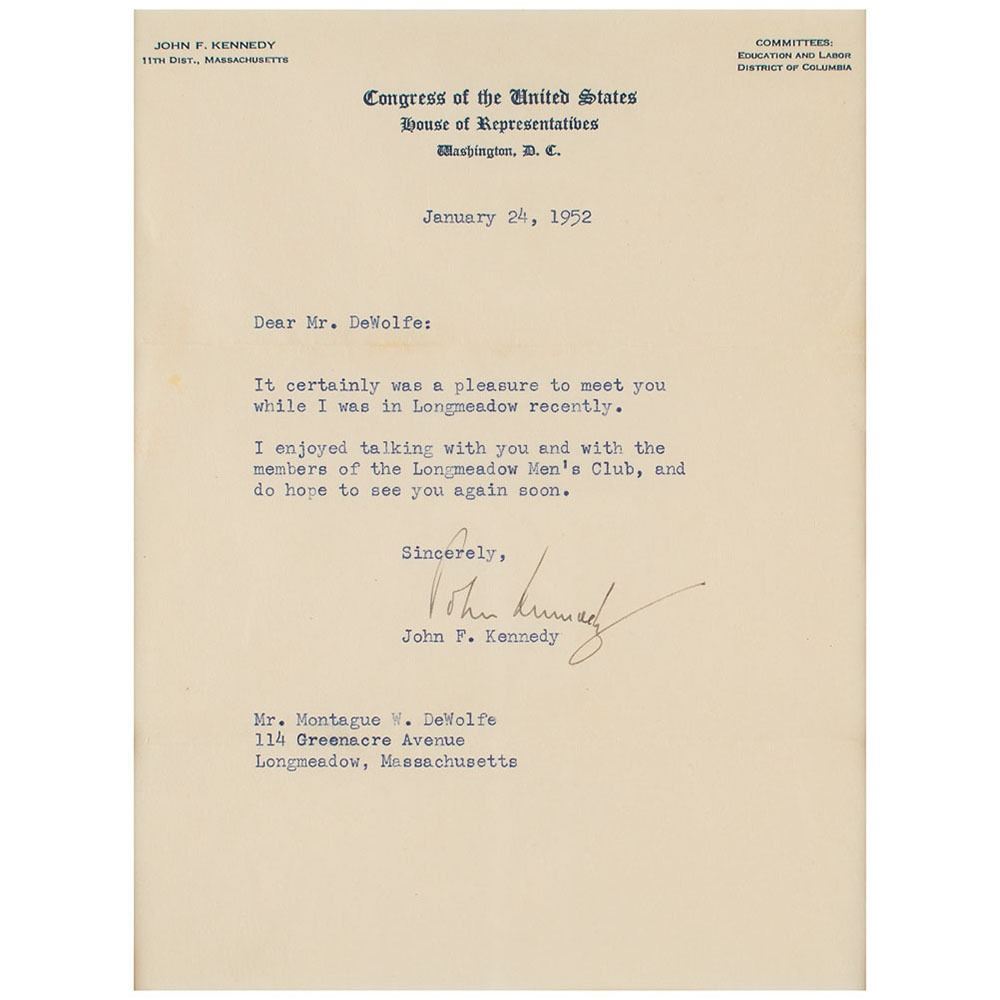 JOHN F. KENNEDY
11TH DIST., MASSACHUSETTS
COMMITTEES:
EDUCATION AND LABOR
DISTRICT OF COLUMBIA
Congress of the United States
House of Representatives
Washington, D. C.
January 24, 1952
Dear Mr. DeWolfe:
It certainly was a pleasure to meet you
while I was in Longmeadow recently.
I enjoyed talking with you and with the
members of the Longmeadow Men's Club, and
do hope to see you again soon.
Sincerely,
John Kennedy
John F. Kennedy
Mr. Montague W. DeWolfe
114 Greenacre Avenue
Longmeadow, Massachusetts